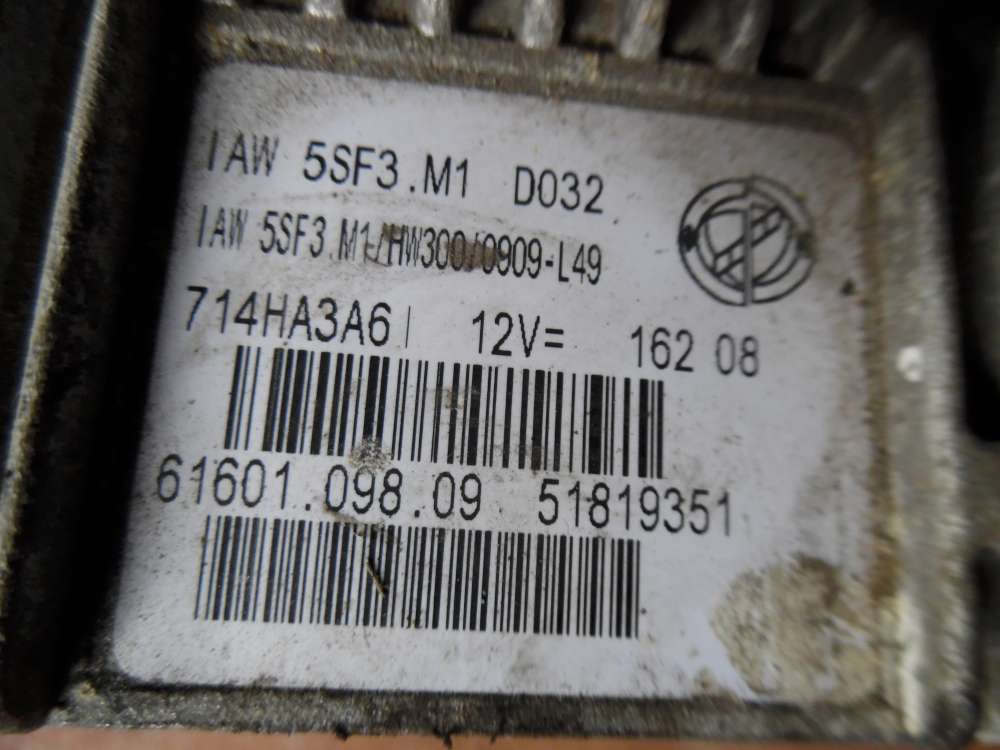 IAW 5SF3.M1 D032
IAW 5SF3.M1/HW300/0909-L49
714HA3A6 12V= 162 08
61601.098.09 51819351